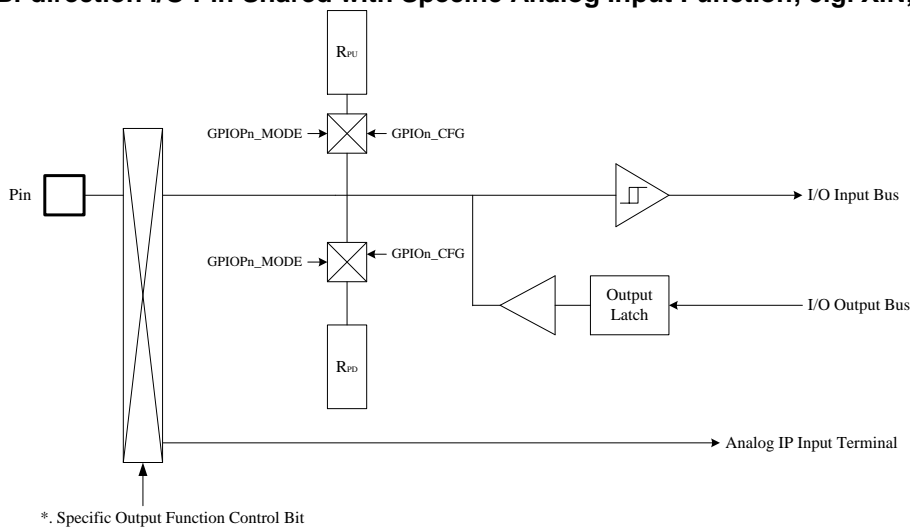 RPU
GPIOPn_MODE
GPIOn_CFG
Pin
I/O Input Bus
GPIOPn_MODE
GPIOn_CFG
Output
Latch
I/O Output Bus
RPD
Analog IP Input Terminal
*. Specific Output Function Control Bit